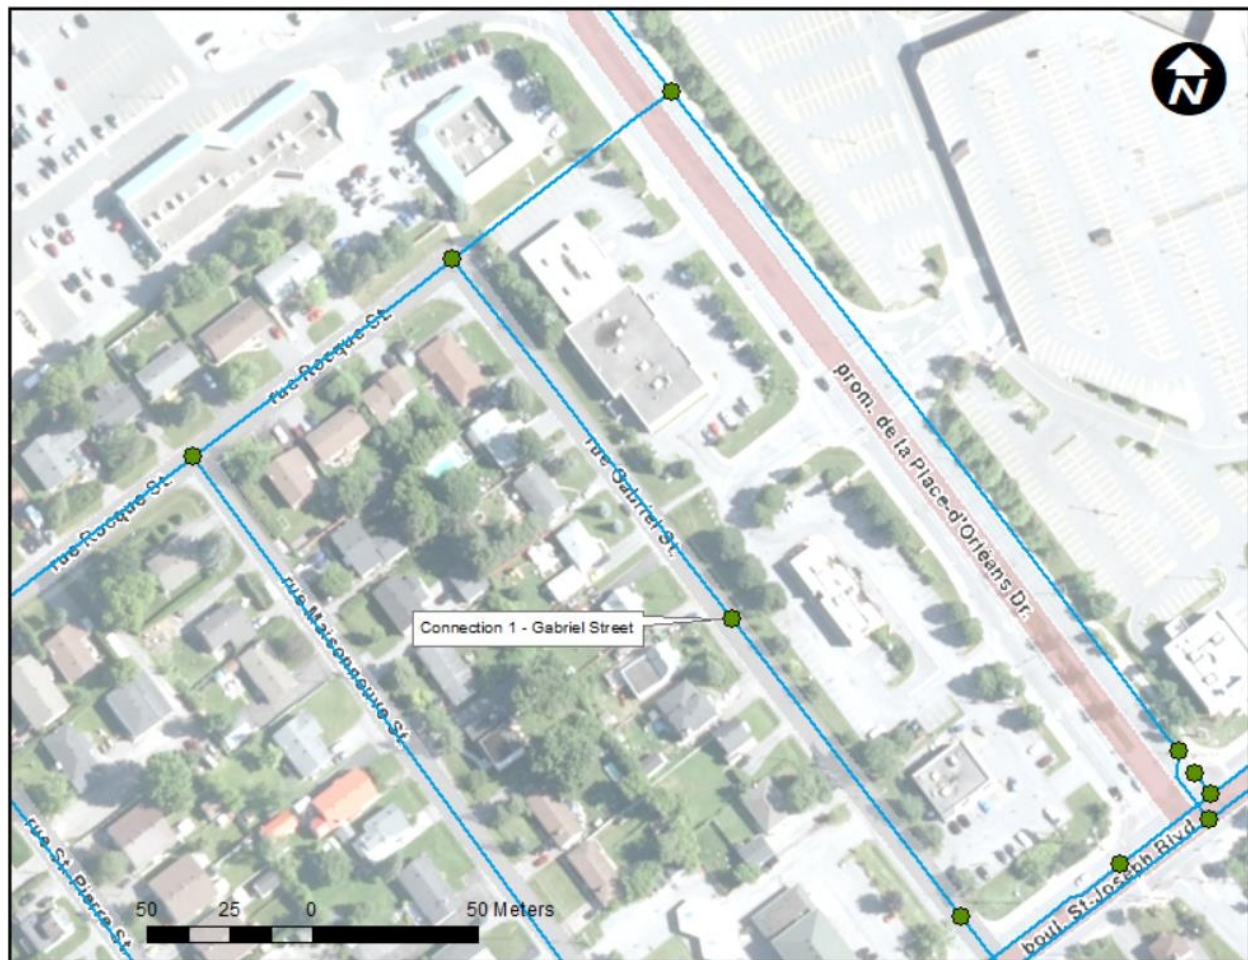 N
prom. de la Place-d'Orléans Dr.
rue Rocque St.
rue Rocque St.
rue Gabriel St.
rue Maisonneuve St.
Connection 1 - Gabriel Street
rue St. Pierre St.
boul. St-Joseph Blvd.
50 25 0 50 Meters